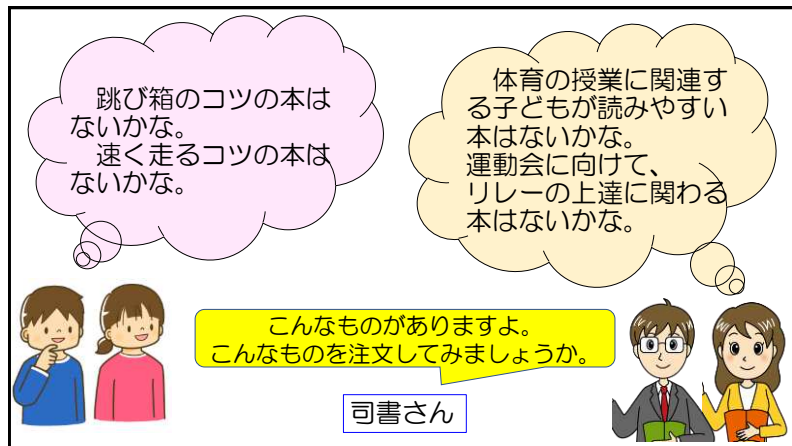 跳び箱のコツの本は
ないかな。
　速く走るコツの本は
ないかな。
　体育の授業に関連す
る子どもが読みやすい
本はないかな。
運動会に向けて、
リレーの上達に関わる
本はないかな。
こんなものがありますよ。
こんなものを注文してみましょうか。
司書さん